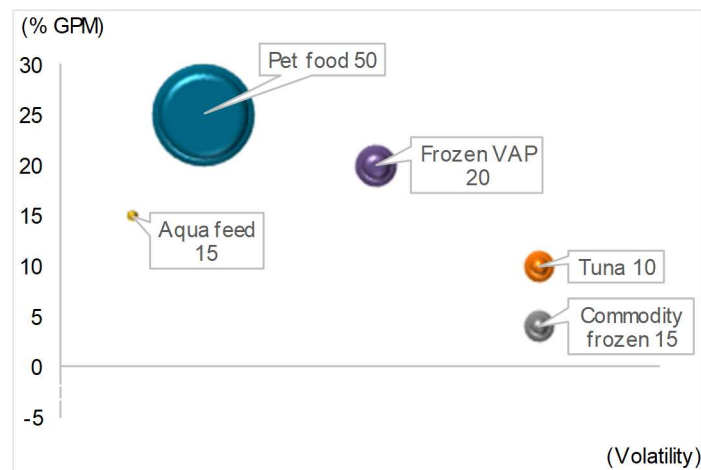 (% GPM)
30
25
20
15
10
5
0
-5
Pet food 50
Frozen VAP
20
Aqua feed
15
Tuna 10
Commodity
frozen 15
(Volatility)